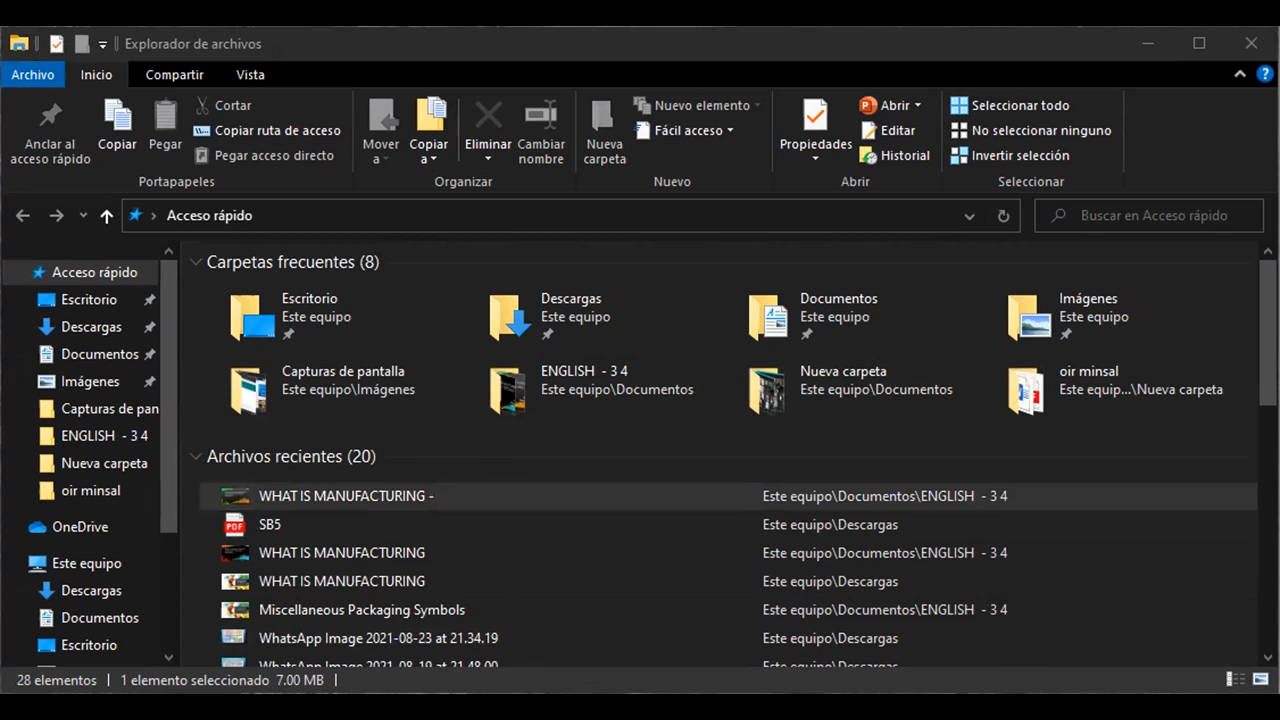 Explorador de archivos
Archivo Inicio Compartir Vista
Anclar al acceso rápido
Copiar
Pegar
Cortar
Copiar ruta de acceso
Pegar acceso directo
Portapapeles
Mover a
Copiar a
Eliminar
Cambiar nombre
Organizar
Nueva carpeta
Nuevo elemento
Fácil acceso
Nuevo
Propiedades
Abrir
Editar
Historial
Abrir
Seleccionar todo
No seleccionar ninguno
Invertir selección
Seleccionar
Acceso rápido
Buscar en Acceso rápido
Acceso rápido
Escritorio
Descargas
Documentos
Imágenes
Capturas de pan
ENGLISH - 3 4
Nueva carpeta
oir minsal
OneDrive
Este equipo
Descargas
Documentos
Escritorio
Carpetas frecuentes (8)
Escritorio
Este equipo
Descargas
Este equipo
Documentos
Este equipo
Imágenes
Este equipo
Capturas de pantalla
Este equipo\Imágenes
ENGLISH - 3 4
Este equipo\Documentos
Nueva carpeta
Este equipo\Documentos
oir minsal
Este equip...\Nueva carpeta
Archivos recientes (20)
WHAT IS MANUFACTURING - Este equipo\Documentos\ENGLISH - 3 4
PDF SB5 Este equipo\Descargas
WHAT IS MANUFACTURING Este equipo\Documentos\ENGLISH - 3 4
WHAT IS MANUFACTURING Este equipo\Descargas
Miscellaneous Packaging Symbols Este equipo\Documentos\ENGLISH - 3 4
WhatsApp Image 2021-08-23 at 21.34.19 Este equipo\Descargas
WhatsApp Image 2021-08-19 at 21.48.00 Este equipo\Descargas
28 elementos 1 elemento seleccionado 7.00 MB